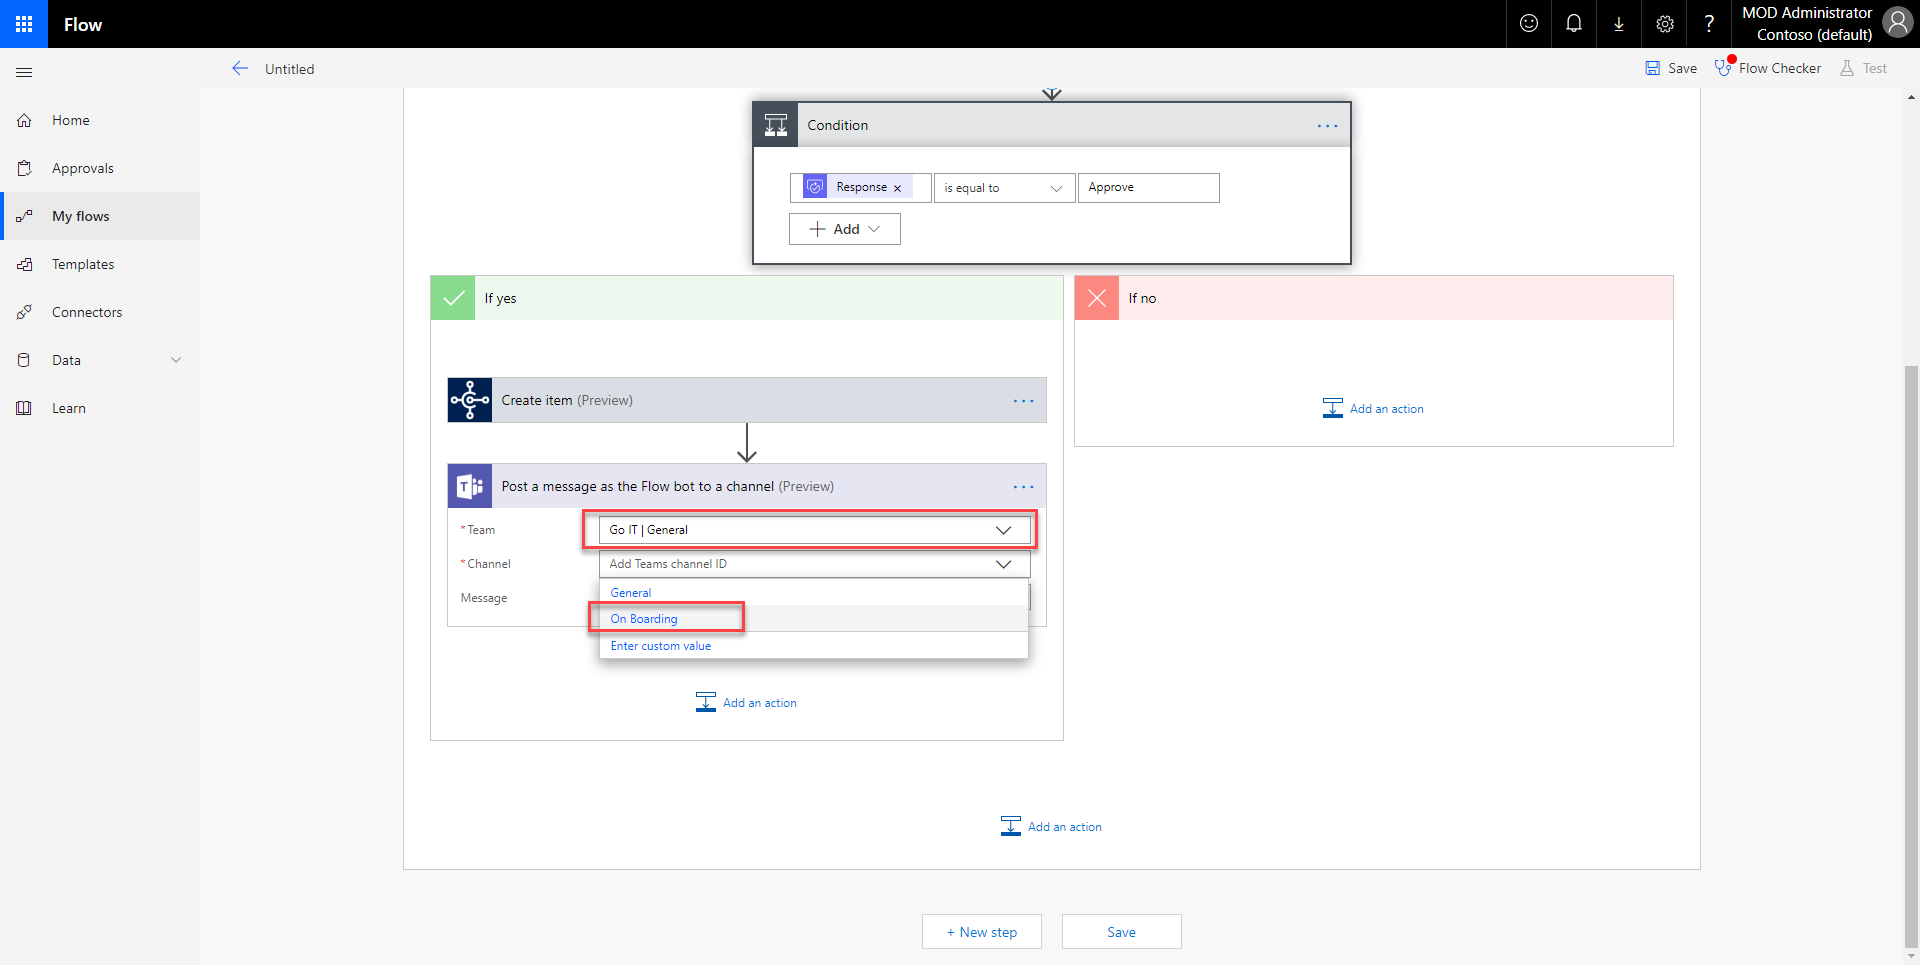 Flow
?
MOD Administrator
Contoso (default)
Untitled
Save
Flow Checker
Test
Home
Approvals
My flows
Templates
Connectors
Data
Learn
Condition
Response x
is equal to
Approve
+ Add
If yes
If no
Create item (Preview)
Add an action
Post a message as the Flow bot to a channel (Preview)
* Team
Go IT | General
* Channel
Add Teams channel ID
Message
General
On Boarding
Enter custom value
Add an action
Add an action
+ New step
Save